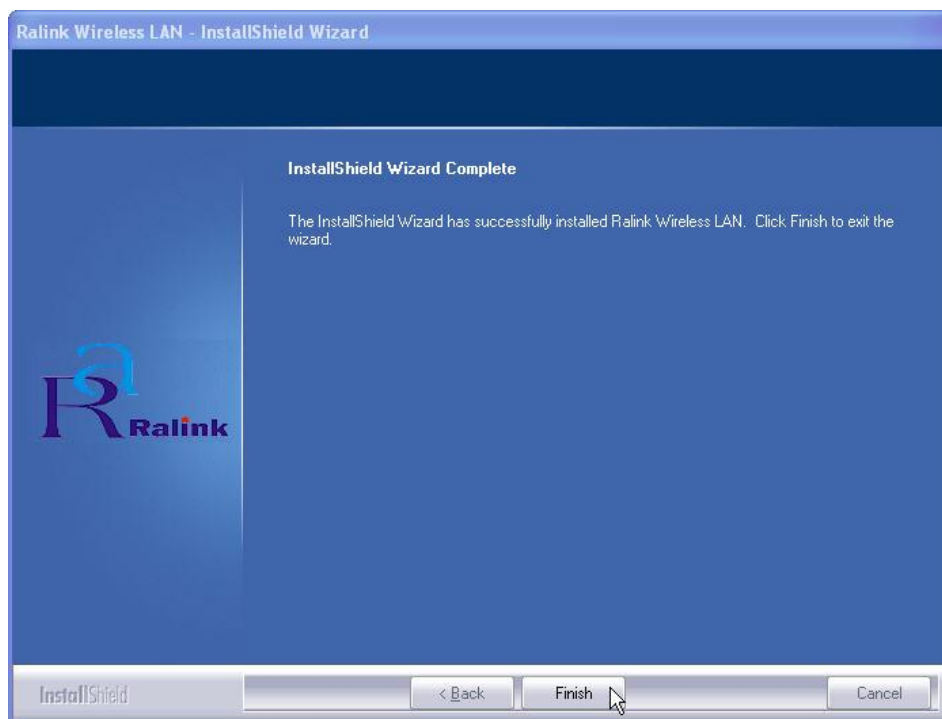 Ralink Wireless LAN - InstallShield Wizard
InstallShield Wizard Complete
The InstallShield Wizard has successfully installed Ralink Wireless LAN. Click Finish to exit the
wizard.
Ra
Ralink
InstallShield
< Back
Finish
Cancel